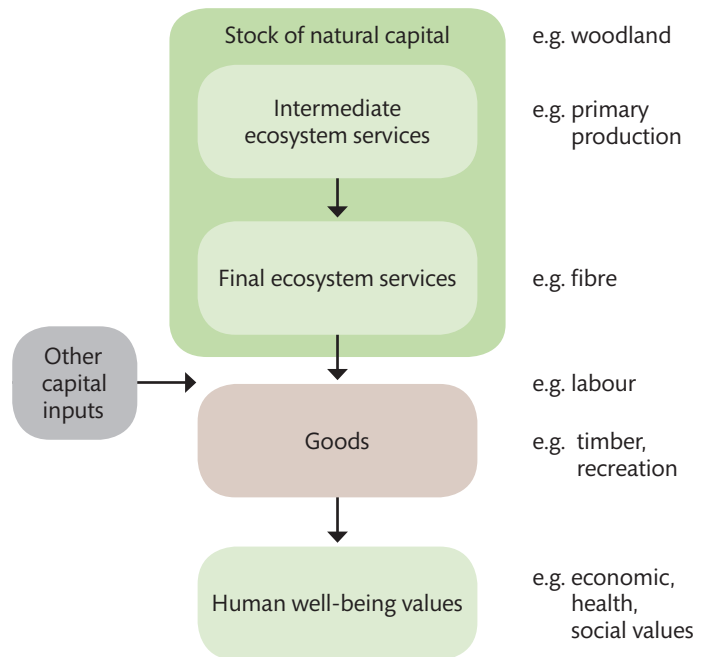 Stock of natural capital
e.g. woodland
Intermediate
ecosystem services
e.g. primary
production
Final ecosystem services
e.g. fibre
Other
capital
inputs
e.g. labour
Goods
e.g. timber,
recreation
Human well-being values
e.g. economic,
health,
social values